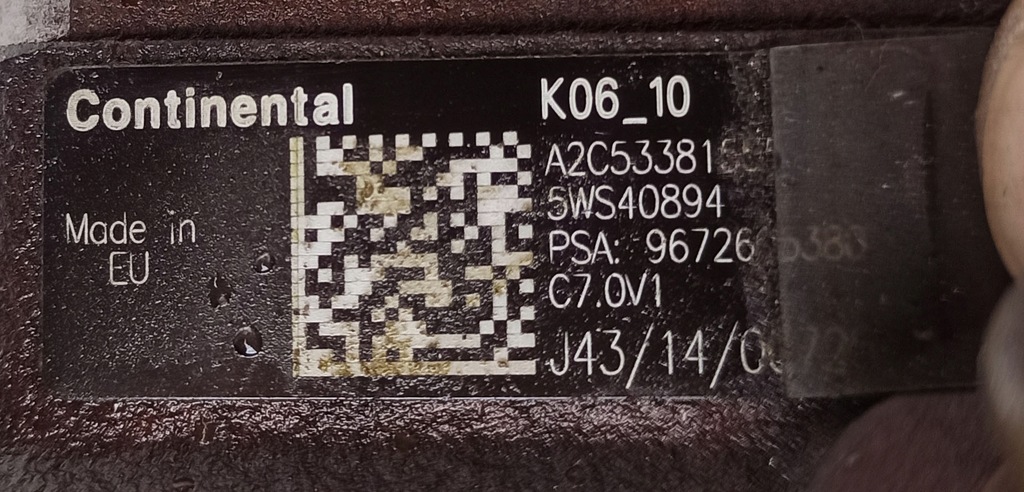 Continental
K06_10
A2C53381
5WS40894
Made in
EU
PSA: 96726
C7.0V1
J43/14/0